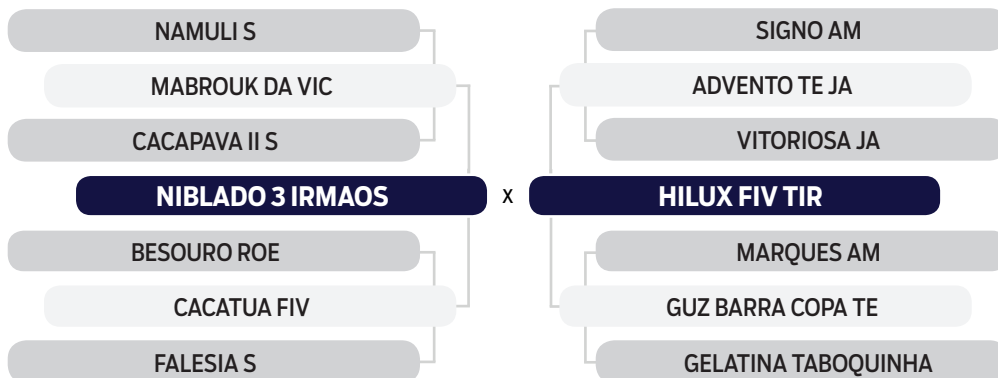 NAMULI S
MABROUK DA VIC
CACAPAVA II S
NIBLADO 3 IRMAOS
BESOURO ROE
CACATUA FIV
FALESIA S
x
SIGNO AM
ADVENTO TE JA
VITORIOSA JA
HILUX FIV TIR
MARQUES AM
GUZ BARRA COPA TE
GELATINA TABOQUINHA